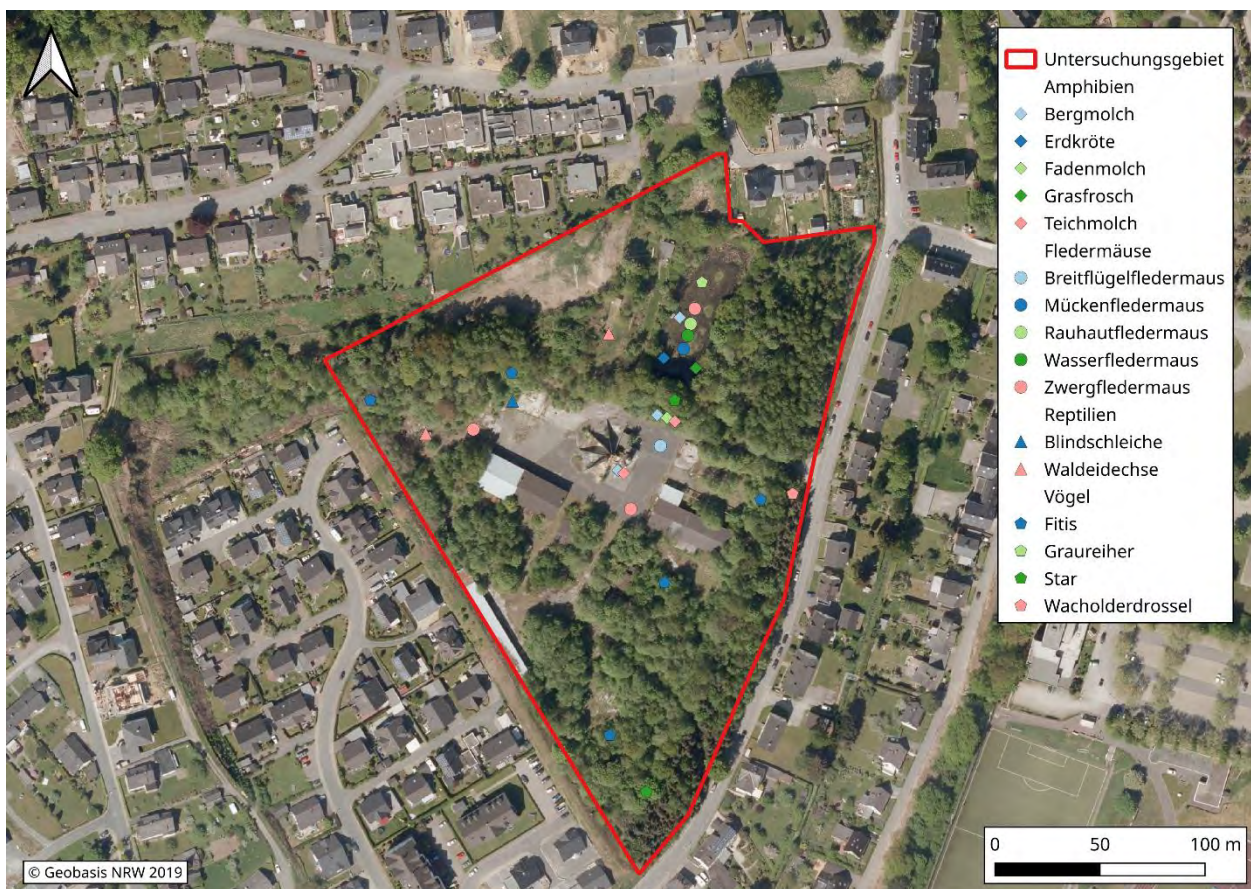 Untersuchungsgebiet
Amphibien
Bergmolch
Erdkröte
Fadenmolch
Grasfrosch
Teichmolch
Fledermäuse
Breitflügelfledermaus
Mückenfledermaus
Rauhautfledermaus
Wasserfledermaus
Zwergfledermaus
Reptilien
Blindschleiche
Waldeidechse
Vögel
Fitis
Graureiher
Star
Wacholderdrossel
0 50 100 m
© Geobasis NRW 2019